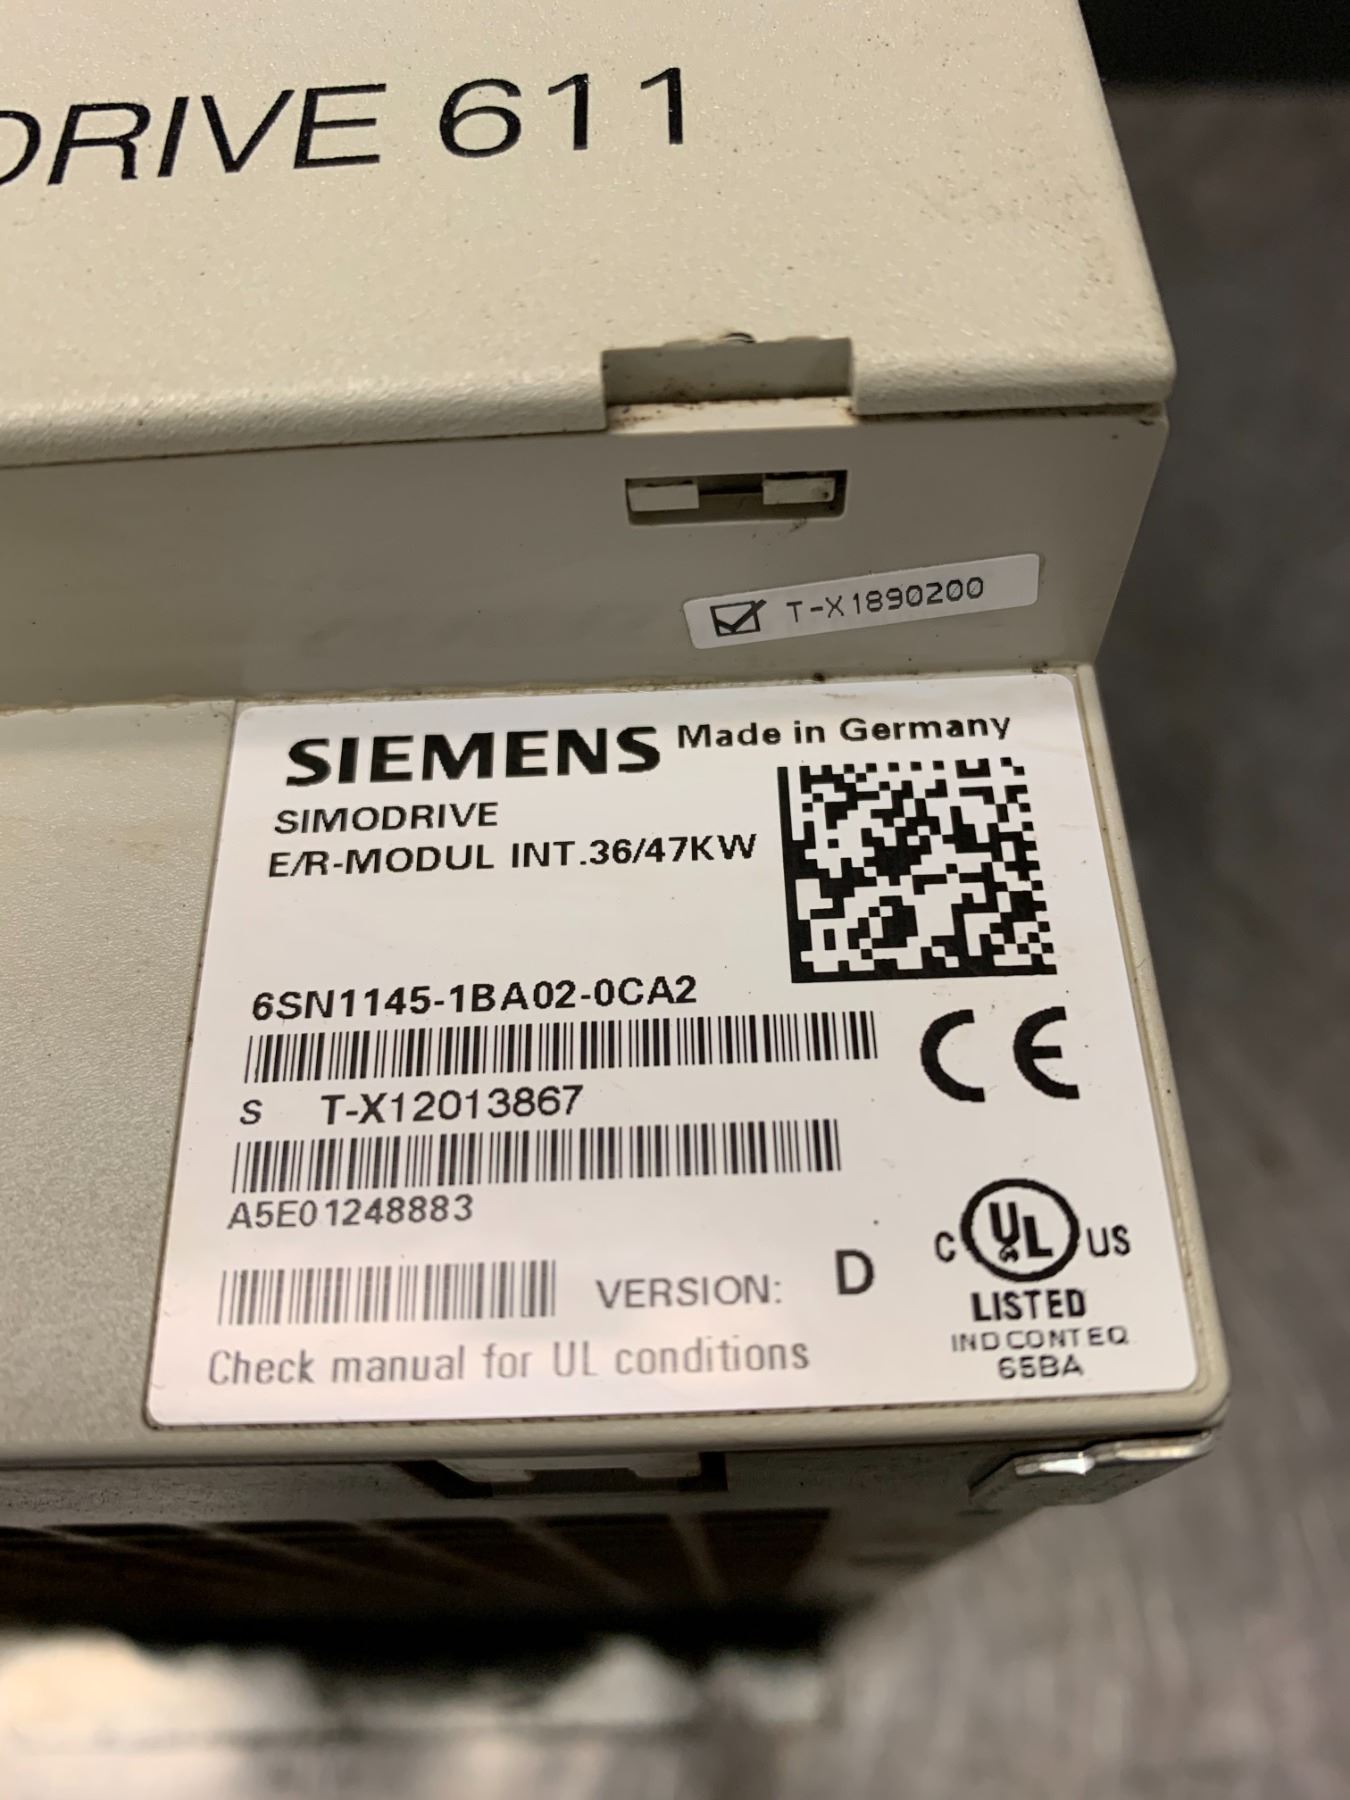 DRIVE 611
T-X1890200
SIEMENS Made in Germany
SIMODRIVE
E/R-MODUL INT.36/47KW
6SN1145-1BA02-0CA2
S T-X12013867
A5E01248883
VERSION: D
Check manual for UL conditions
CE
C UL US
LISTED
IND CONT EQ
65BA